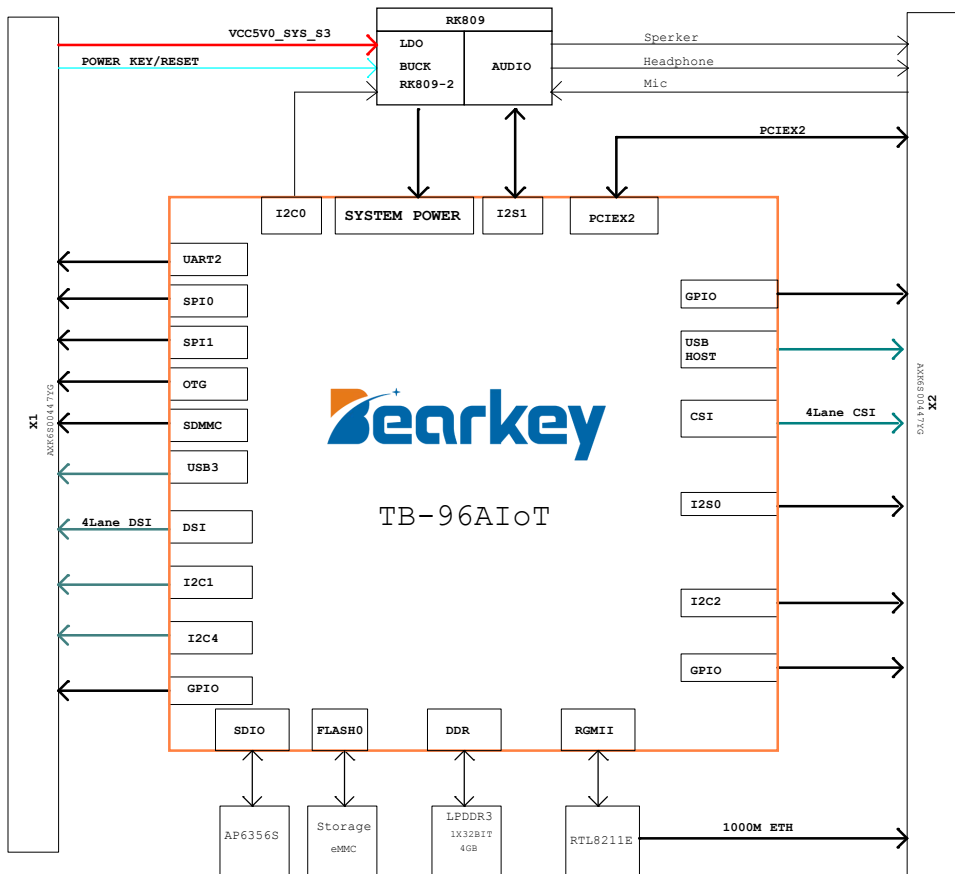 RK809
VCC5V0_SYS_S3
LDO
Sperker
POWER KEY/RESET
BUCK
AUDIO
Headphone
RK809-2
Mic
PCIEX2
I2C0
SYSTEM POWER
I2S1
PCIEX2
UART2
SPI0
GPIO
SPI1
USB
HOST
OTG
SDMMC
CSI
4Lane CSI
X1
AXK6S00447YG
X2
AXK6S00447YG
Bearkey
USB3
TB-96AIoT
I2S0
4Lane DSI
DSI
I2C1
I2C2
I2C4
GPIO
GPIO
SDIO
FLASH0
DDR
RGMII
AP6356S
Storage
eMMC
LPDDR3
1X32BIT
4GB
RTL8211E
1000M ETH